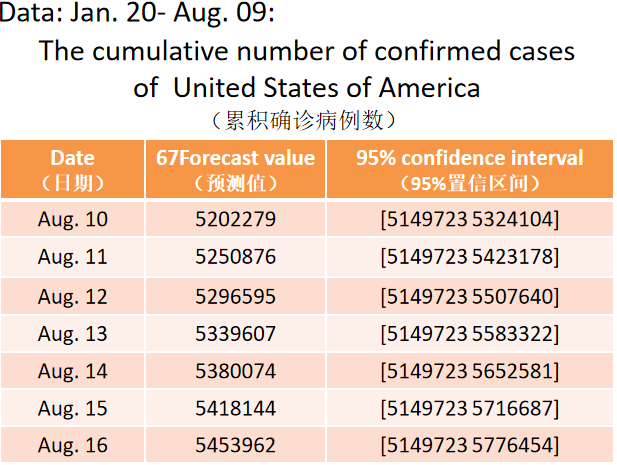 Data: Jan. 20- Aug. 09:
The cumulative number of confirmed cases
of United States of America
（累积确诊病例数）
Date 67Forecast value 95% confidence interval
（日期） （预测值） （95%置信区间）
Aug. 10 5202279 [5149723 5324104]
Aug. 11 5250876 [5149723 5423178]
Aug. 12 5296595 [5149723 5507640]
Aug. 13 5339607 [5149723 5583322]
Aug. 14 5380074 [5149723 5652581]
Aug. 15 5418144 [5149723 5716687]
Aug. 16 5453962 [5149723 5776454]